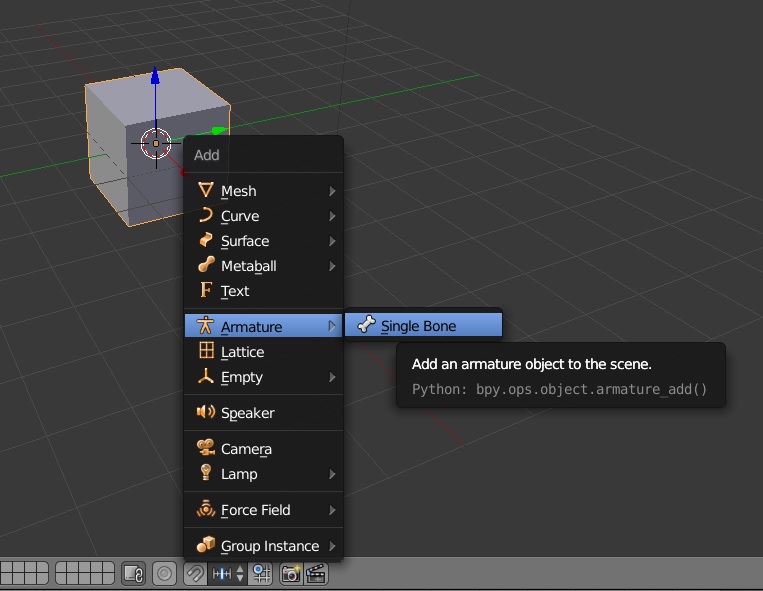 Add
Mesh
Curve
Surface
Metaball
Text
Armature
Single Bone
Add an armature object to the scene.
Python: bpy.ops.object.armature_add()
Lattice
Empty
Speaker
Camera
Lamp
Force Field
Group Instance